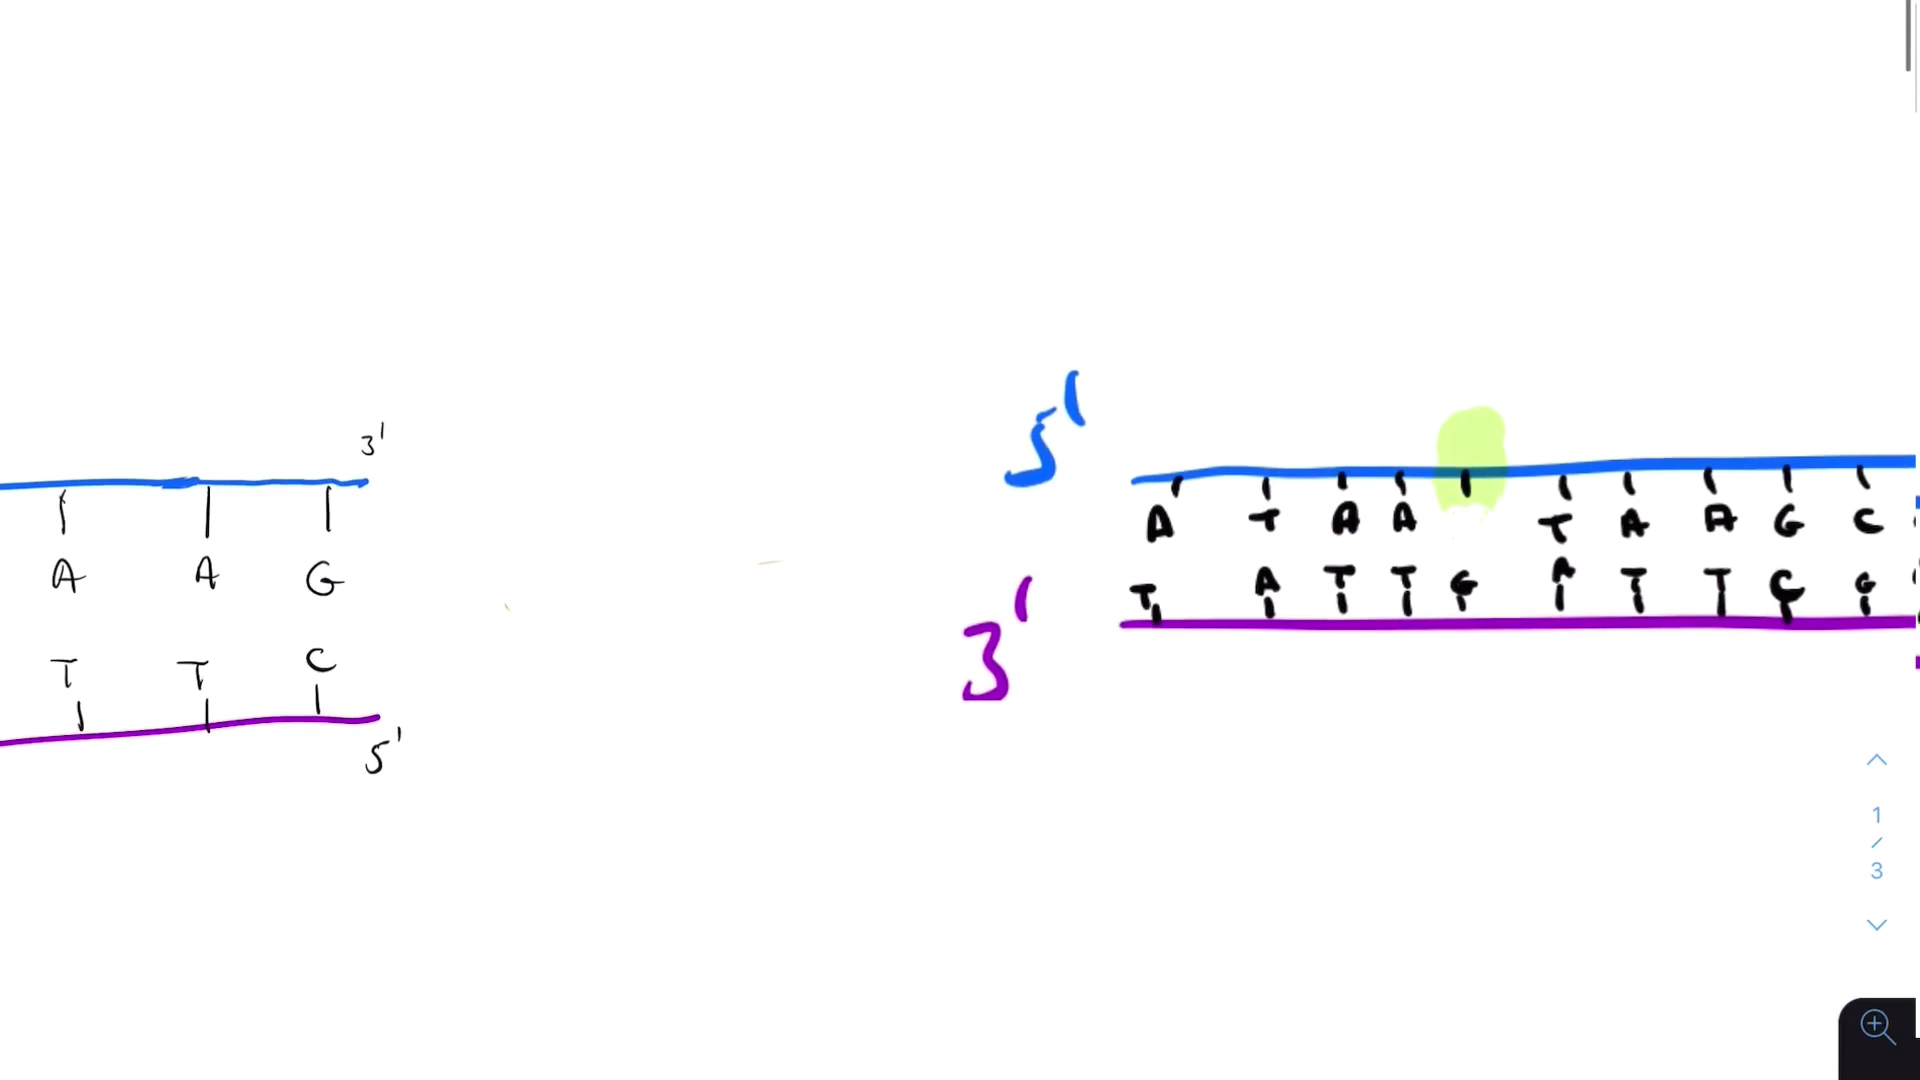 3'
A A G
T T C
5'
5'
A T A A T A A G C
3'
T A T T G A T T C G
1
/
3